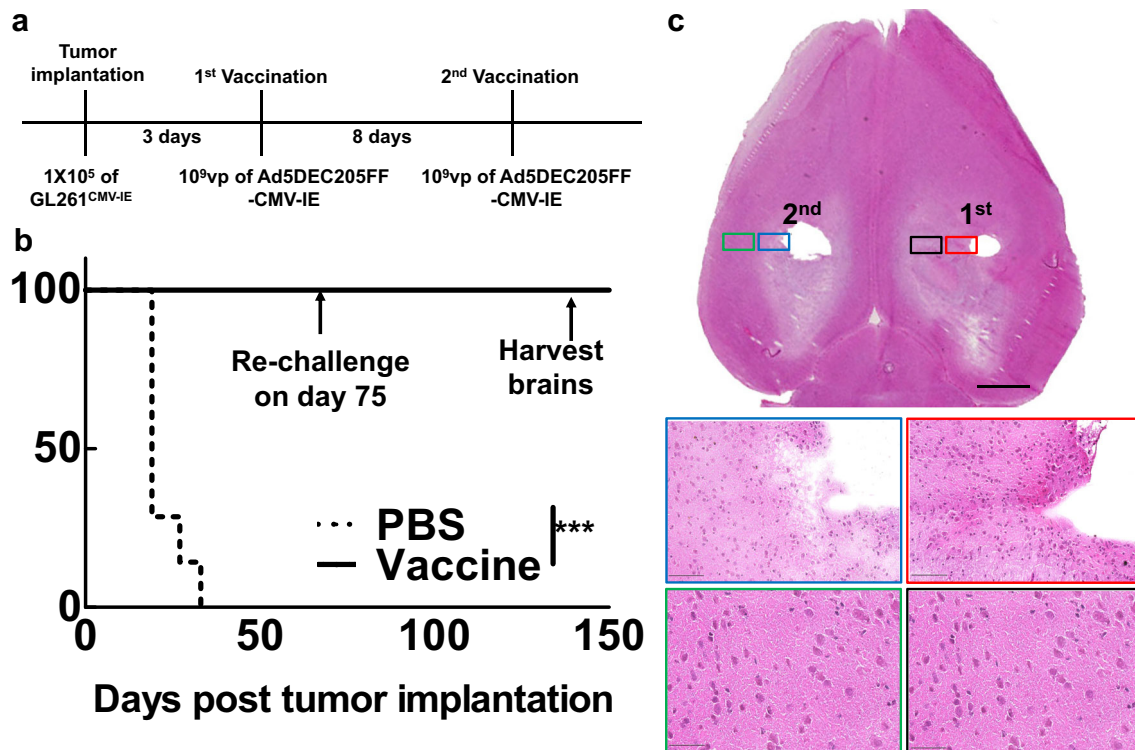 a
Tumor
implantation
1st Vaccination
2nd Vaccination
3 days
8 days
1X10⁵ of
GL261^CMV-IE
10⁹vp of Ad5DEC205FF
-CMV-IE
10⁹vp of Ad5DEC205FF
-CMV-IE
b
100
50
0
Re-challenge
on day 75
Harvest
brains
PBS
Vaccine
***
0
50
100
150
Days post tumor implantation
c
2nd
1st